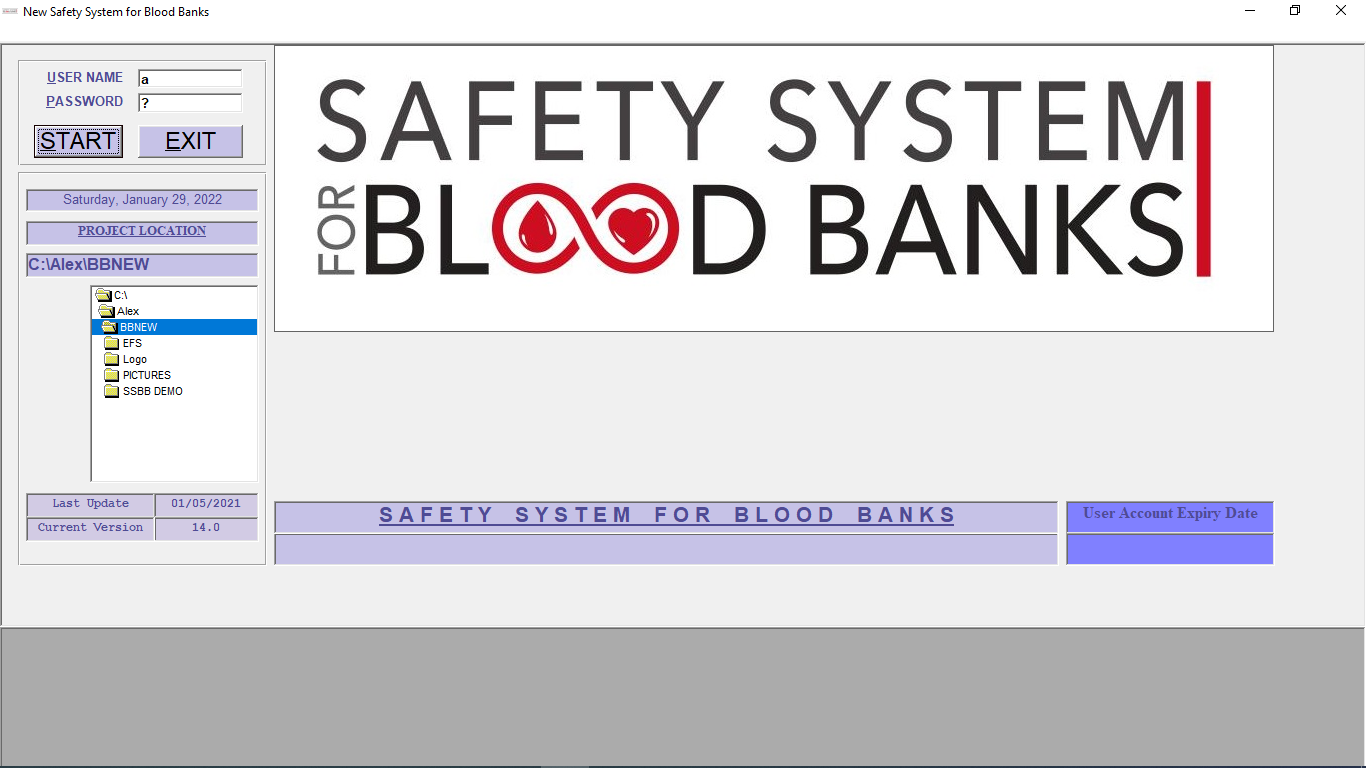 New Safety System for Blood Banks
USER NAME a
PASSWORD ?
START EXIT
Saturday, January 29, 2022
PROJECT LOCATION
C:\Alex\BBNEW
C:\
Alex
BBNEW
EFS
Logo
PICTURES
SSBB DEMO
Last Update 01/05/2021
Current Version 14.0
SAFETY SYSTEM
FOR BLOOD BANKS
SAFETY SYSTEM FOR BLOOD BANKS
User Account Expiry Date